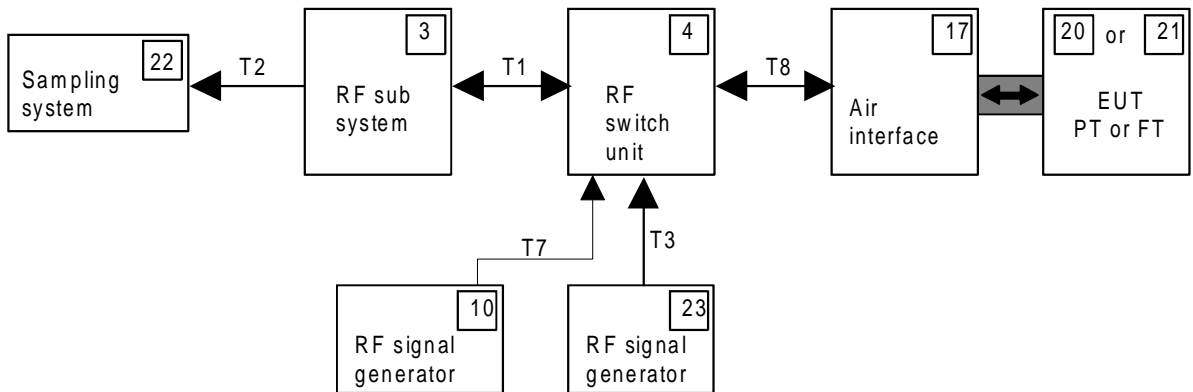 22
Sampling
system
T2
3
RF sub
system
T1
4
RF
switch
unit
T8
17
Air
interface
20 or 21
EUT
PT or FT
T7
T3
10
RF signal
generator
23
RF signal
generator